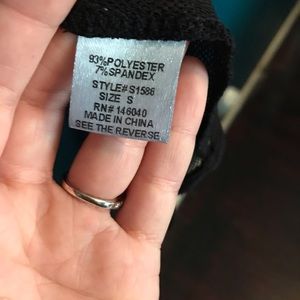 93%POLYESTER
7%SPANDEX
STYLE#S1586
SIZE S
RN# 146040
MADE IN CHINA
SEE THE REVERSE